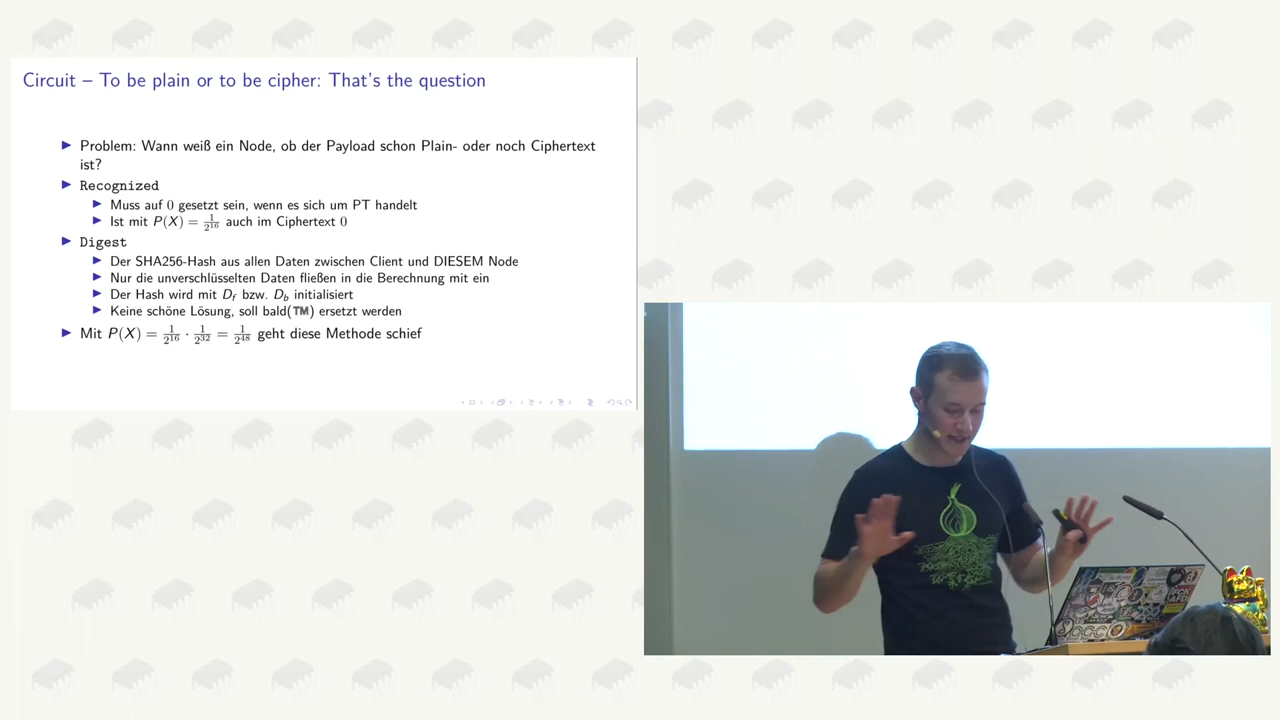 Circuit – To be plain or to be cipher: That's the question
Problem: Wann weiß ein Node, ob der Payload schon Plain- oder noch Ciphertext
ist?
Recognized
Muss auf 0 gesetzt sein, wenn es sich um PT handelt
Ist mit P(X) = 1/2^16 auch im Ciphertext 0
Digest
Der SHA256-Hash aus allen Daten zwischen Client und DIESEM Node
Nur die unverschlüsselten Daten fließen in die Berechnung mit ein
Der Hash wird mit D_f bzw. D_b initialisiert
Keine schöne Lösung, soll bald(TM) ersetzt werden
Mit P(X) = 1/2^16 · 1/2^32 = 1/2^48 geht diese Methode schief